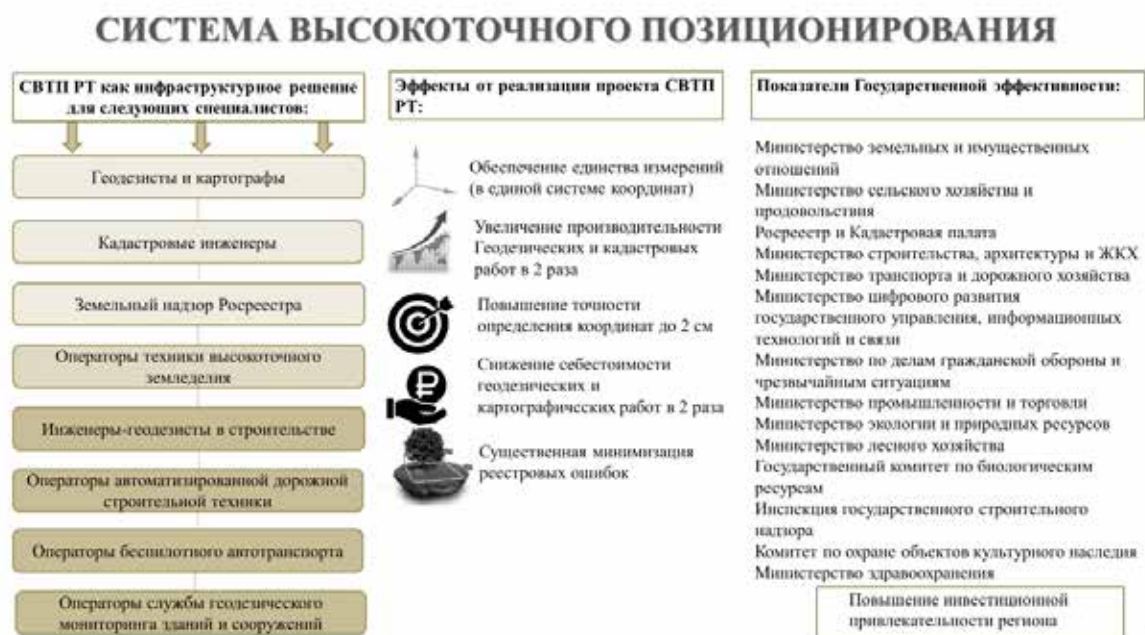 СИСТЕМА ВЫСОКОТОЧНОГО ПОЗИЦИОНИРОВАНИЯ
СВТП РТ как инфраструктурное решение
для следующих специалистов:
Геодезисты и картографы
Кадастровые инженеры
Земельный надзор Росреестра
Операторы техники высокоточного
земледелия
Инженеры-геодезисты в строительстве
Операторы автоматизированной дорожной
строительной техники
Операторы беспилотного автотранспорта
Операторы службы геодезического
мониторинга зданий и сооружений
Эффекты от реализации проекта СВТП
РТ:
Обеспечение единства измерений
(в единой системе координат)
Увеличение производительности
Геодезических и кадастровых
работ в 2 раза
Повышение точности
определения координат до 2 см
Снижение себестоимости
геодезических и
картографических работ в 2 раза
Существенная минимизация
реестровых ошибок
Показатели Государственной эффективности:
Министерство земельных и имущественных
отношений
Министерство сельского хозяйства и
продовольствия
Росреестр и Кадастровая палата
Министерство строительства, архитектуры и ЖКХ
Министерство транспорта и дорожного хозяйства
Министерство цифрового развития
государственного управления, информационных
технологий и связи
Министерство по делам гражданской обороны и
чрезвычайным ситуациям
Министерство промышленности и торговли
Министерство экологии и природных ресурсов
Министерство лесного хозяйства
Государственный комитет по биологическим
ресурсам
Инспекция государственного строительного
надзора
Комитет по охране объектов культурного наследия
Министерство здравоохранения
Повышение инвестиционной
привлекательности региона